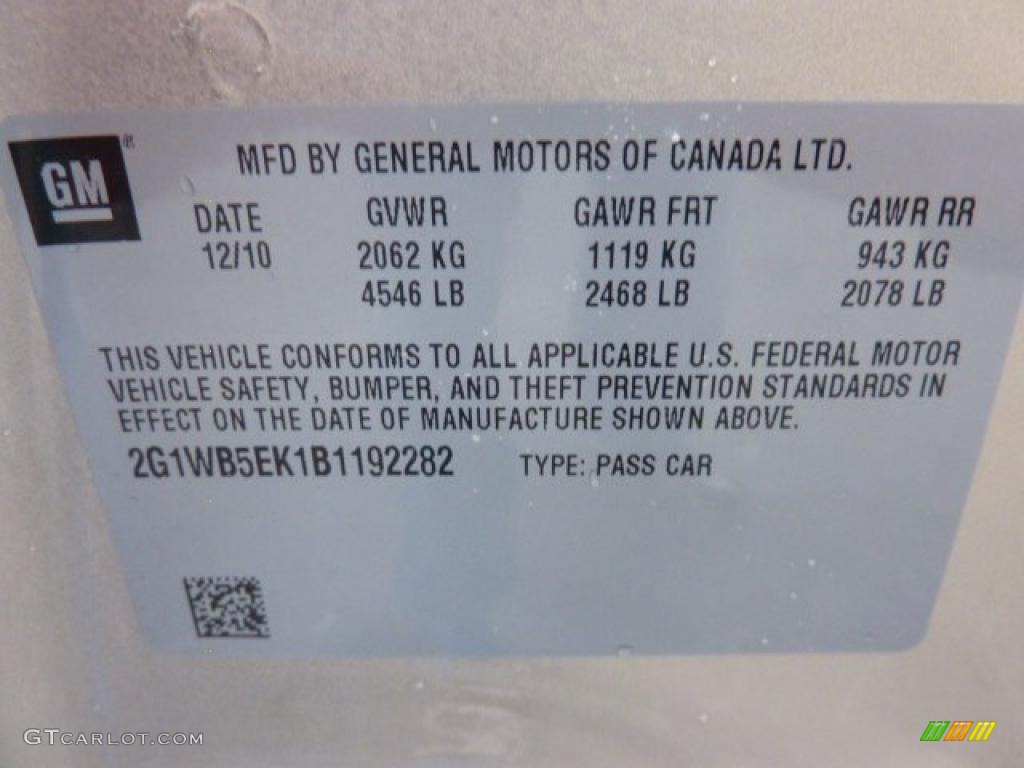 GM®
MFD BY GENERAL MOTORS OF CANADA LTD.
DATE GVWR GAWR FRT GAWR RR
12/10 2062 KG 1119 KG 943 KG
4546 LB 2468 LB 2078 LB
THIS VEHICLE CONFORMS TO ALL APPLICABLE U.S. FEDERAL MOTOR
VEHICLE SAFETY, BUMPER, AND THEFT PREVENTION STANDARDS IN
EFFECT ON THE DATE OF MANUFACTURE SHOWN ABOVE.
2G1WB5EK1B1192282 TYPE: PASS CAR
GTCARLOT.COM